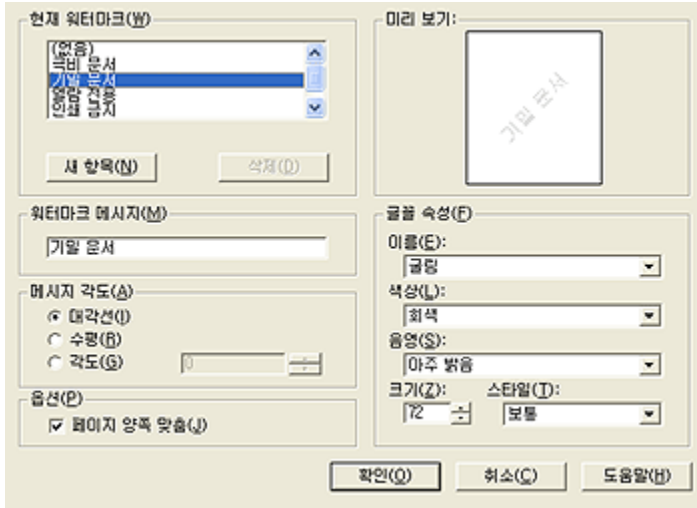 현재 워터마크(W)
(없음)
극비 문서
기밀 문서
열람 전용
인쇄 금지
새 항목(N)
삭제(D)
미리 보기:
기밀 문서
워터마크 메시지(M)
기밀 문서
메시지 각도(A)
대각선(I)
수평(R)
각도(G)
0
옵션(P)
페이지 양쪽 맞춤(J)
글꼴 속성(F)
이름(E):
굴림
색상(L):
회색
음영(S):
아주 밝음
크기(Z):
스타일(T):
72
보통
확인(O)
취소(C)
도움말(H)